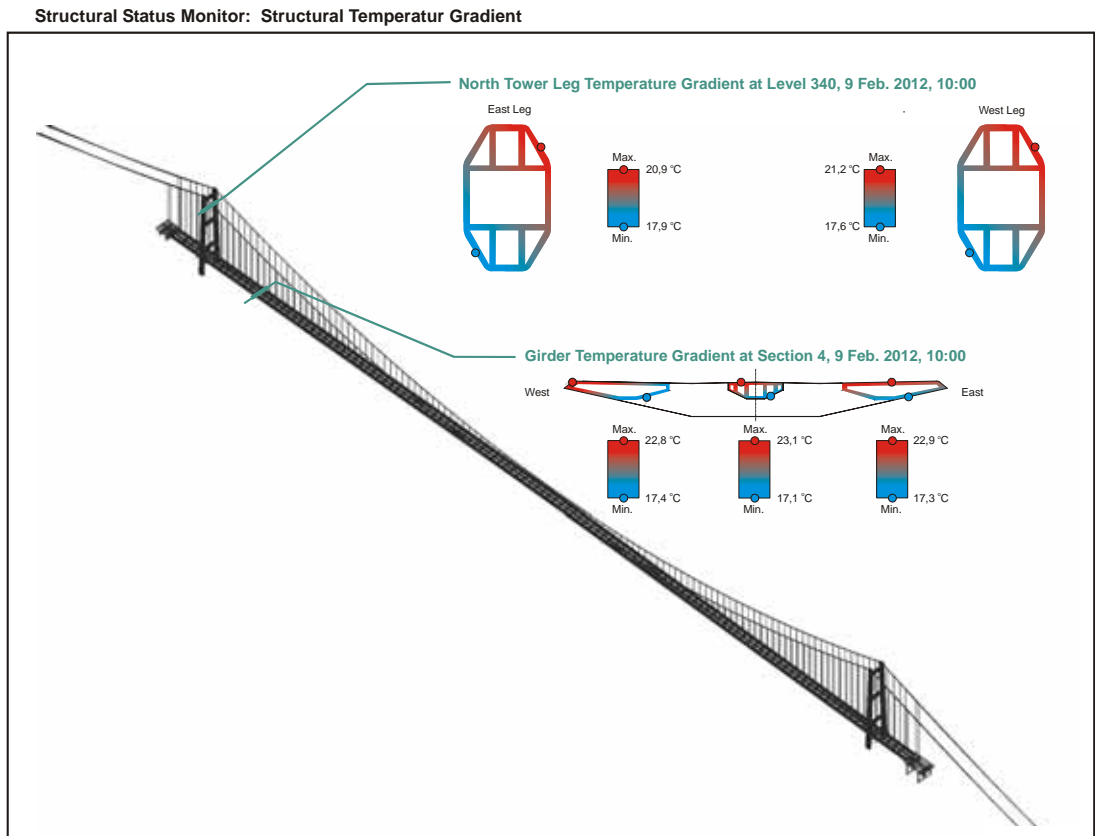 Structural Status Monitor:  Structural Temperatur Gradient
North Tower Leg Temperature Gradient at Level 340, 9 Feb. 2012, 10:00
East Leg
West Leg
Max.
20,9 °C
17,9 °C
Min.
Max.
21,2 °C
17,6 °C
Min.
Girder Temperature Gradient at Section 4, 9 Feb. 2012, 10:00
West
East
Max.
22,8 °C
17,4 °C
Min.
Max.
23,1 °C
17,1 °C
Min.
Max.
22,9 °C
17,3 °C
Min.